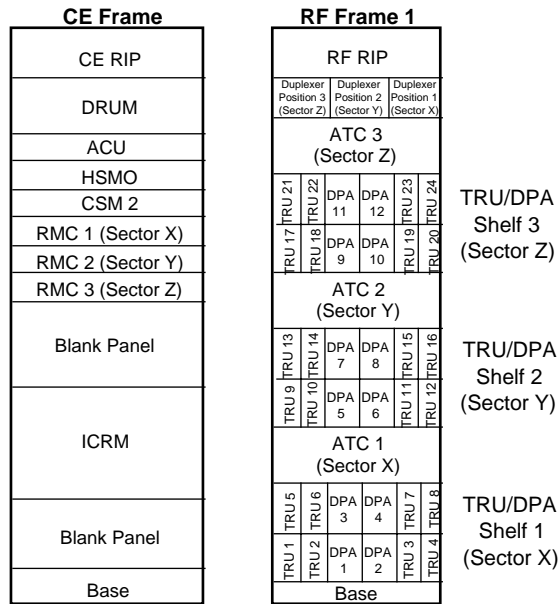 CE Frame
CE RIP
DRUM
ACU
HSMO
CSM 2
RMC 1 (Sector X)
RMC 2 (Sector Y)
RMC 3 (Sector Z)
Blank Panel
ICRM
Blank Panel
Base
RF Frame 1
RF RIP
Duplexer
Position 3
(Sector Z)
Duplexer
Position 2
(Sector Y)
Duplexer
Position 1
(Sector X)
ATC 3
(Sector Z)
TRU 21
TRU 22
DPA
11
DPA
12
TRU 23
TRU 24
TRU 17
TRU 18
DPA
9
DPA
10
TRU 19
TRU 20
TRU/DPA
Shelf 3
(Sector Z)
ATC 2
(Sector Y)
TRU 13
TRU 14
DPA
7
DPA
8
TRU 15
TRU 16
TRU 9
TRU 10
DPA
5
DPA
6
TRU 11
TRU 12
TRU/DPA
Shelf 2
(Sector Y)
ATC 1
(Sector X)
TRU 5
TRU 6
DPA
3
DPA
4
TRU 7
TRU 8
TRU 1
TRU 2
DPA
1
DPA
2
TRU 3
TRU 4
TRU/DPA
Shelf 1
(Sector X)
Base